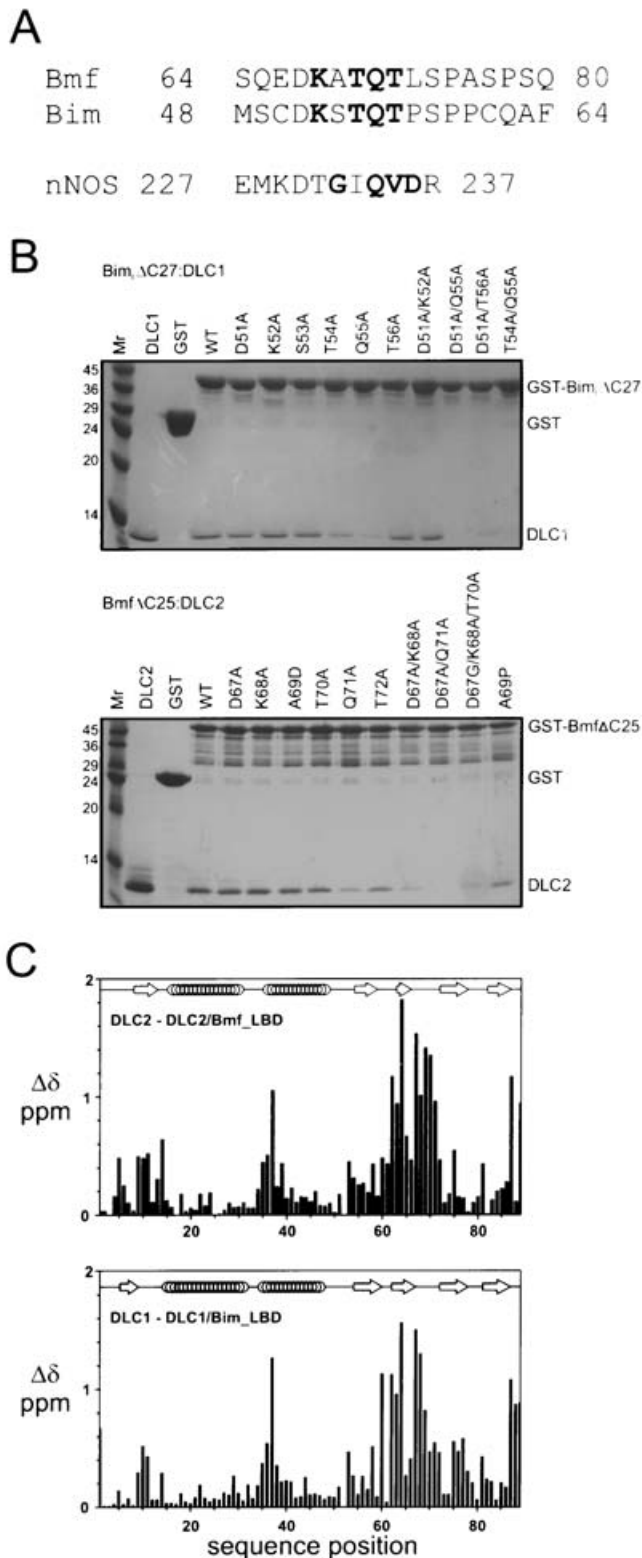 A
Bmf 64 SQEDKATQTLSPASPSQ 80
Bim 48 MSCDKSTQTPSPPCQAF 64
nNOS 227 EMKDTGIQVDR 237
B
BimL ΔC27:DLC1
Mr DLC1 GST WT D51A K52A S53A T54A Q55A T56A D51A/K52A D51A/Q55A D51A/T56A T54A/Q55A
45
36
29
24
20
14
GST-BimL ΔC27
GST
DLC1
Bmf ΔC25:DLC2
Mr DLC2 GST WT D67A K68A A69D T70A Q71A T72A D67A/K68A D67A/Q71A D67G/K68A/T70A A69P
45
36
29
24
20
14
GST-BmfΔC25
GST
DLC2
C
2
1
0
Δδ
ppm
DLC2 - DLC2/Bmf_LBD
20 40 60 80
2
1
0
Δδ
ppm
DLC1 - DLC1/Bim_LBD
20 40 60 80
sequence position